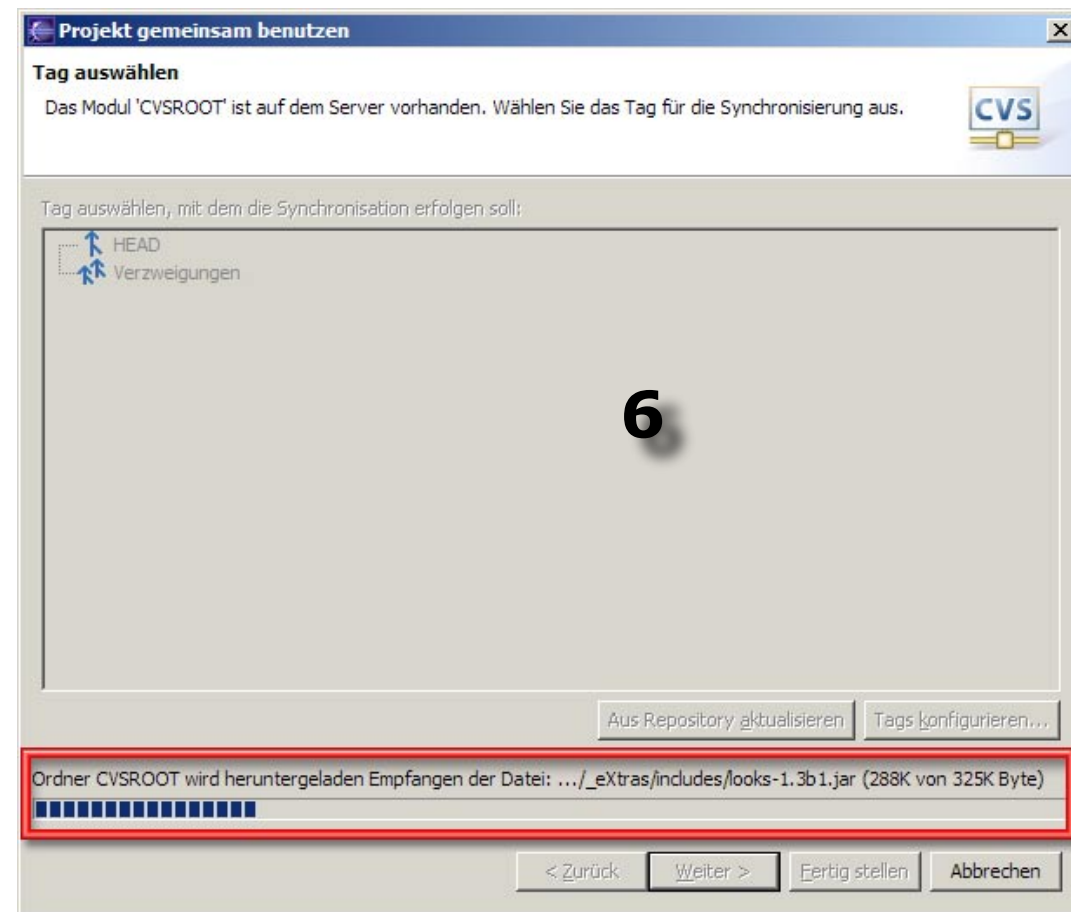 Projekt gemeinsam benutzen
Tag auswählen
Das Modul 'CVSROOT' ist auf dem Server vorhanden. Wählen Sie das Tag für die Synchronisierung aus.
CVS
Tag auswählen, mit dem die Synchronisation erfolgen soll:
HEAD
Verzweigungen
6
Aus Repository aktualisieren Tags konfigurieren...
Ordner CVSROOT wird heruntergeladen Empfangen der Datei: .../_eXtras/includes/looks-1.3b1.jar (288K von 325K Byte)
< Zurück Weiter > Fertig stellen Abbrechen